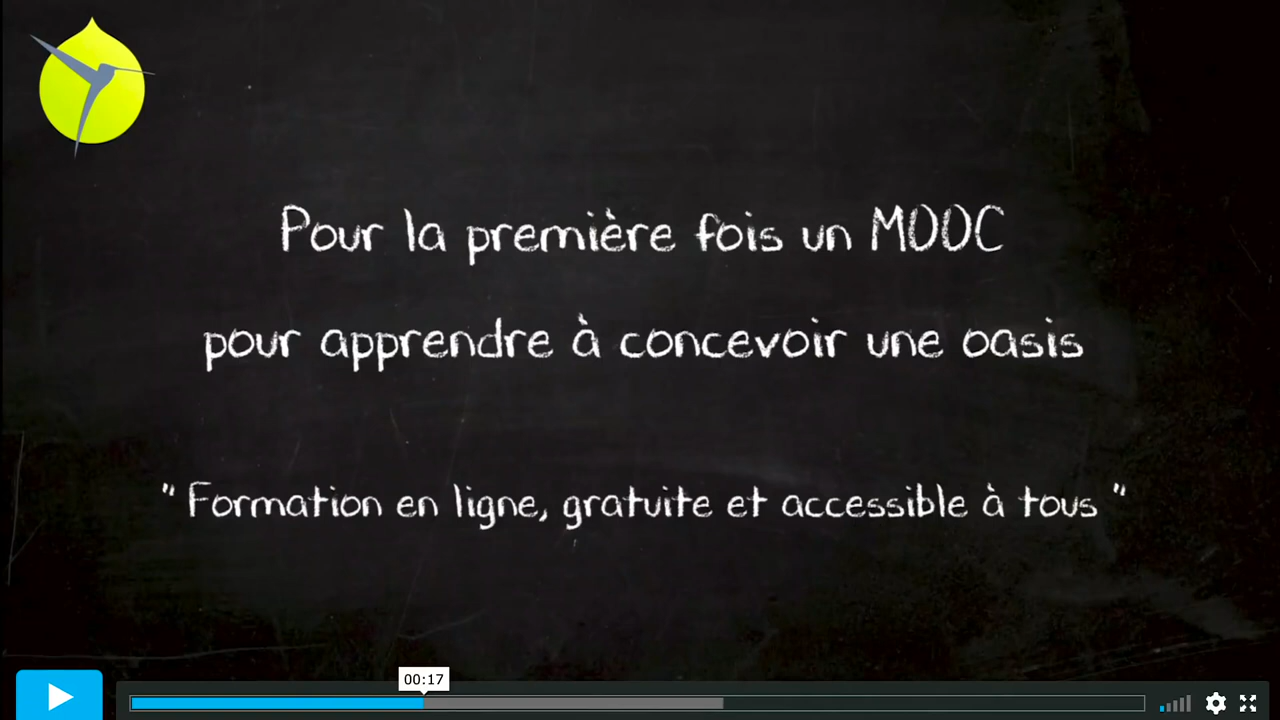 Pour la première fois un MOOC
pour apprendre à concevoir une oasis
" Formation en ligne, gratuite et accessible à tous "
00:17